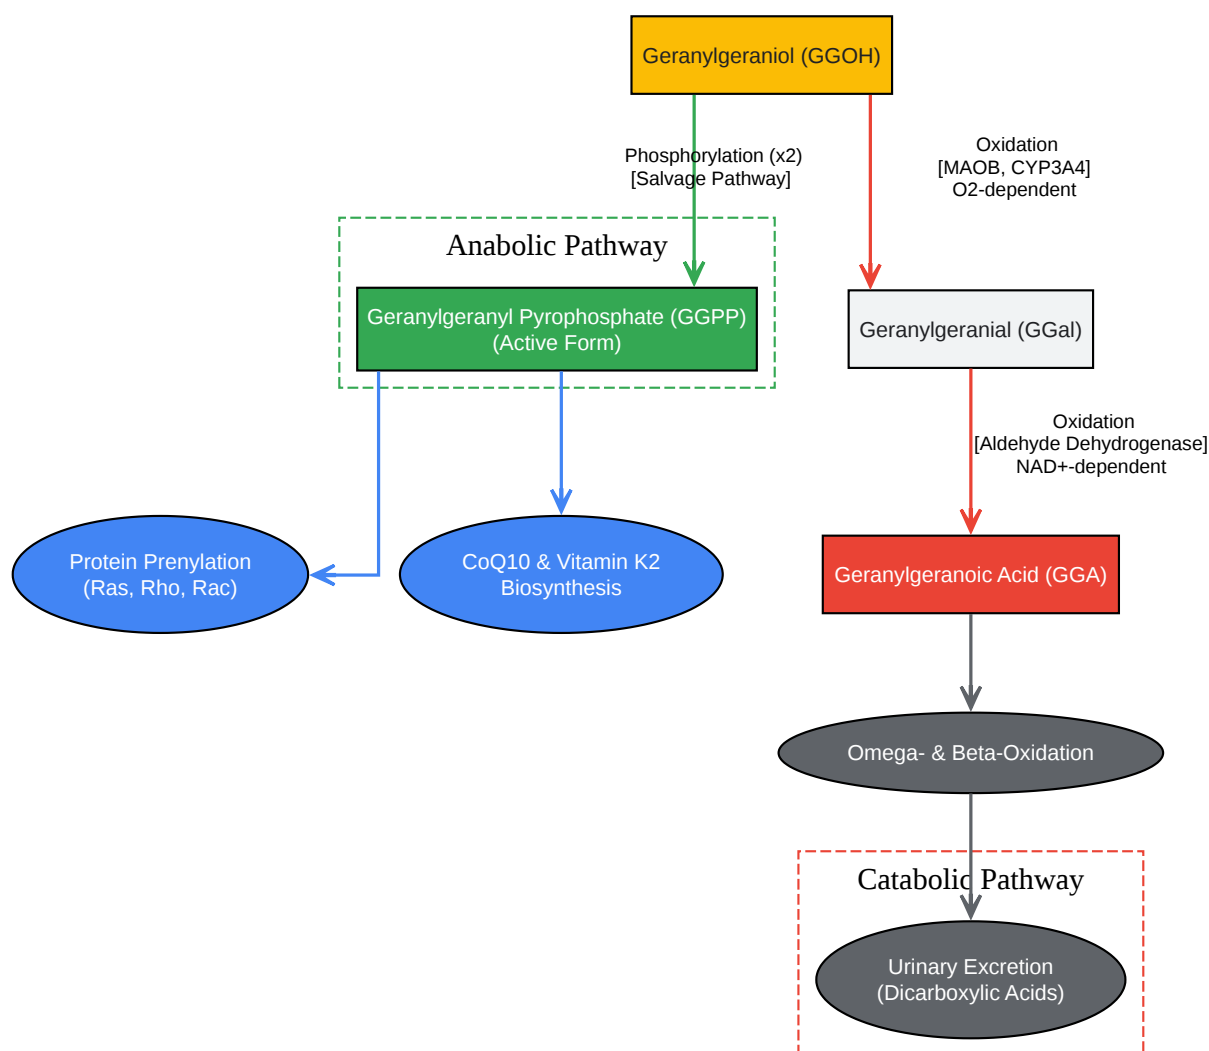 Geranylgeraniol (GGOH)
Phosphorylation (x2)
[Salvage Pathway]
Oxidation
[MAOB, CYP3A4]
O2-dependent
Anabolic Pathway
Geranylgeranyl Pyrophosphate (GGPP)
(Active Form)
Geranylgeranial (GGal)
Oxidation
[Aldehyde Dehydrogenase]
NAD+-dependent
Protein Prenylation
(Ras, Rho, Rac)
CoQ10 & Vitamin K2
Biosynthesis
Geranylgeranoic Acid (GGA)
Omega- & Beta-Oxidation
Catabolic Pathway
Urinary Excretion
(Dicarboxylic Acids)